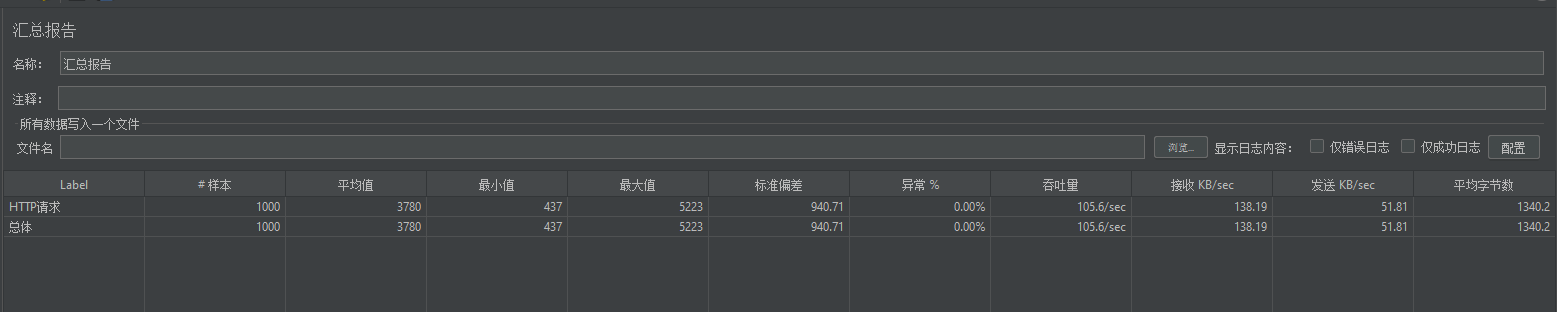 汇总报告
名称： 汇总报告
注释：
所有数据写入一个文件
文件名 浏览... 显示日志内容： 仅错误日志 仅成功日志 配置
Label # 样本 平均值 最小值 最大值 标准偏差 异常 % 吞吐量 接收 KB/sec 发送 KB/sec 平均字节数
HTTP请求 1000 3780 437 5223 940.71 0.00% 105.6/sec 138.19 51.81 1340.2
总体 1000 3780 437 5223 940.71 0.00% 105.6/sec 138.19 51.81 1340.2